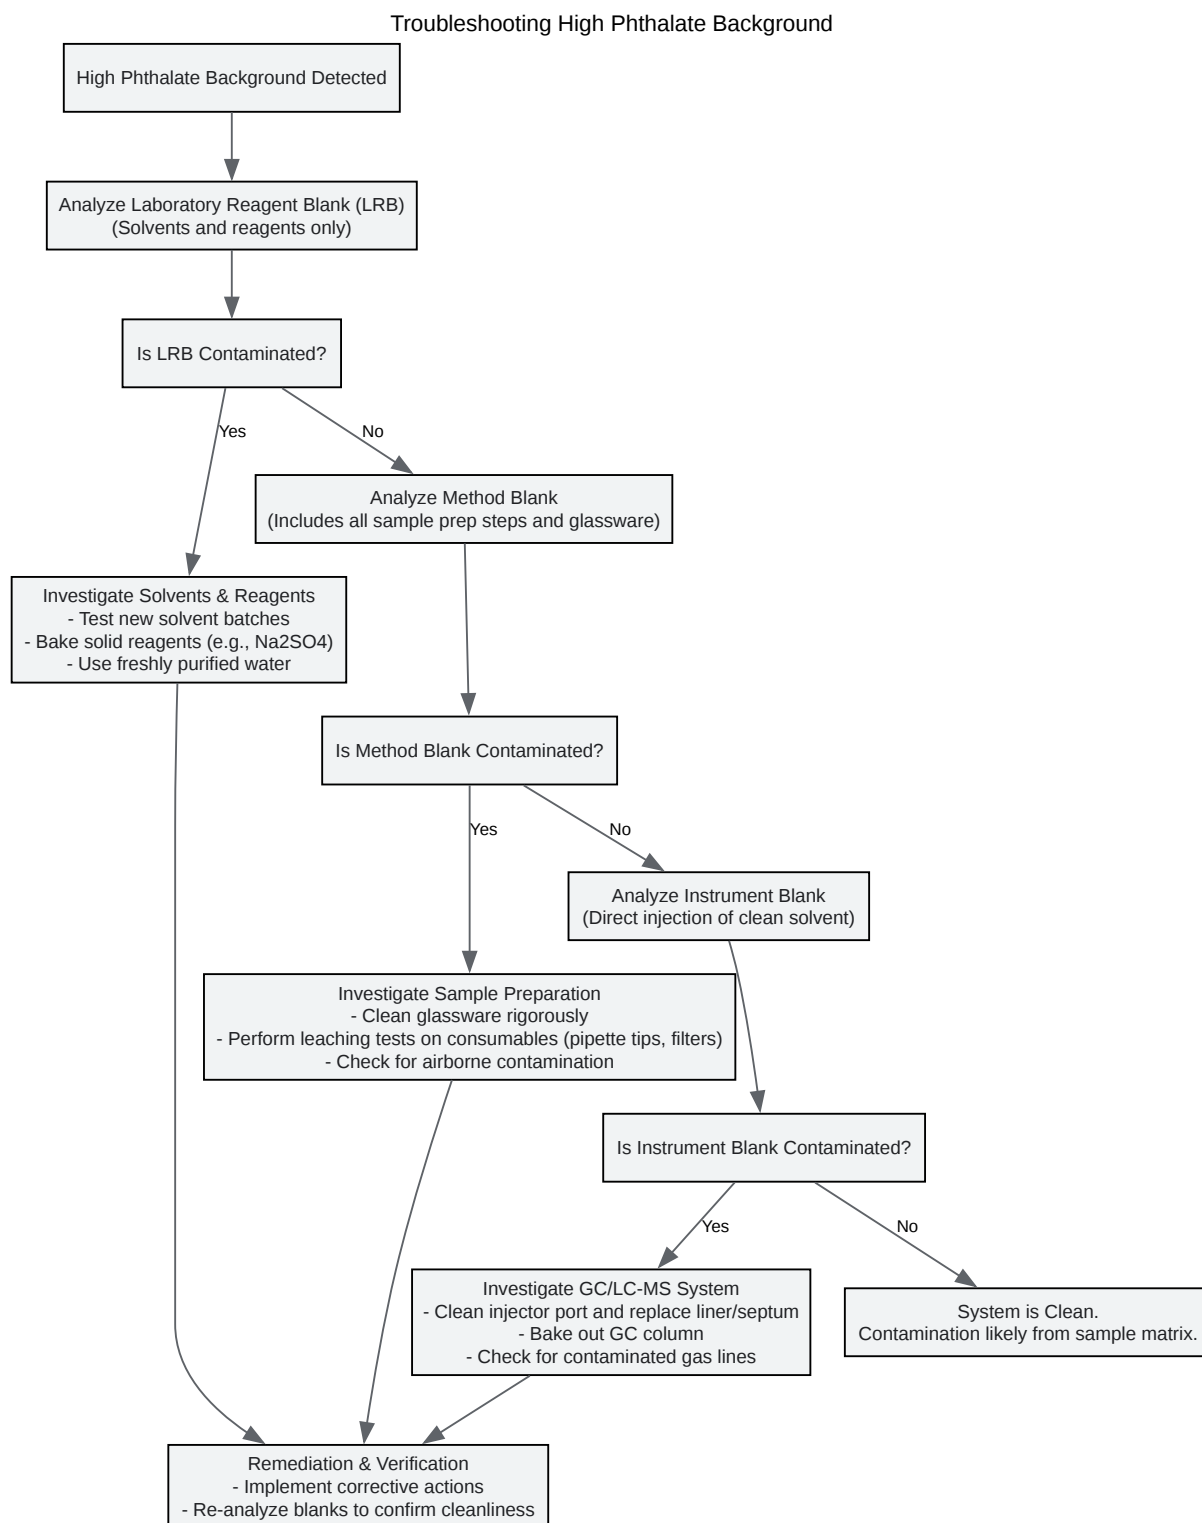 Troubleshooting High Phthalate Background
High Phthalate Background Detected
Analyze Laboratory Reagent Blank (LRB)
(Solvents and reagents only)
Is LRB Contaminated?
Yes
No
Analyze Method Blank
(Includes all sample prep steps and glassware)
Investigate Solvents & Reagents
- Test new solvent batches
- Bake solid reagents (e.g., Na2SO4)
- Use freshly purified water
Is Method Blank Contaminated?
Yes
No
Analyze Instrument Blank
(Direct injection of clean solvent)
Investigate Sample Preparation
- Clean glassware rigorously
- Perform leaching tests on consumables (pipette tips, filters)
- Check for airborne contamination
Is Instrument Blank Contaminated?
Yes
No
Investigate GC/LC-MS System
- Clean injector port and replace liner/septum
- Bake out GC column
- Check for contaminated gas lines
System is Clean.
Contamination likely from sample matrix.
Remediation & Verification
- Implement corrective actions
- Re-analyze blanks to confirm cleanliness